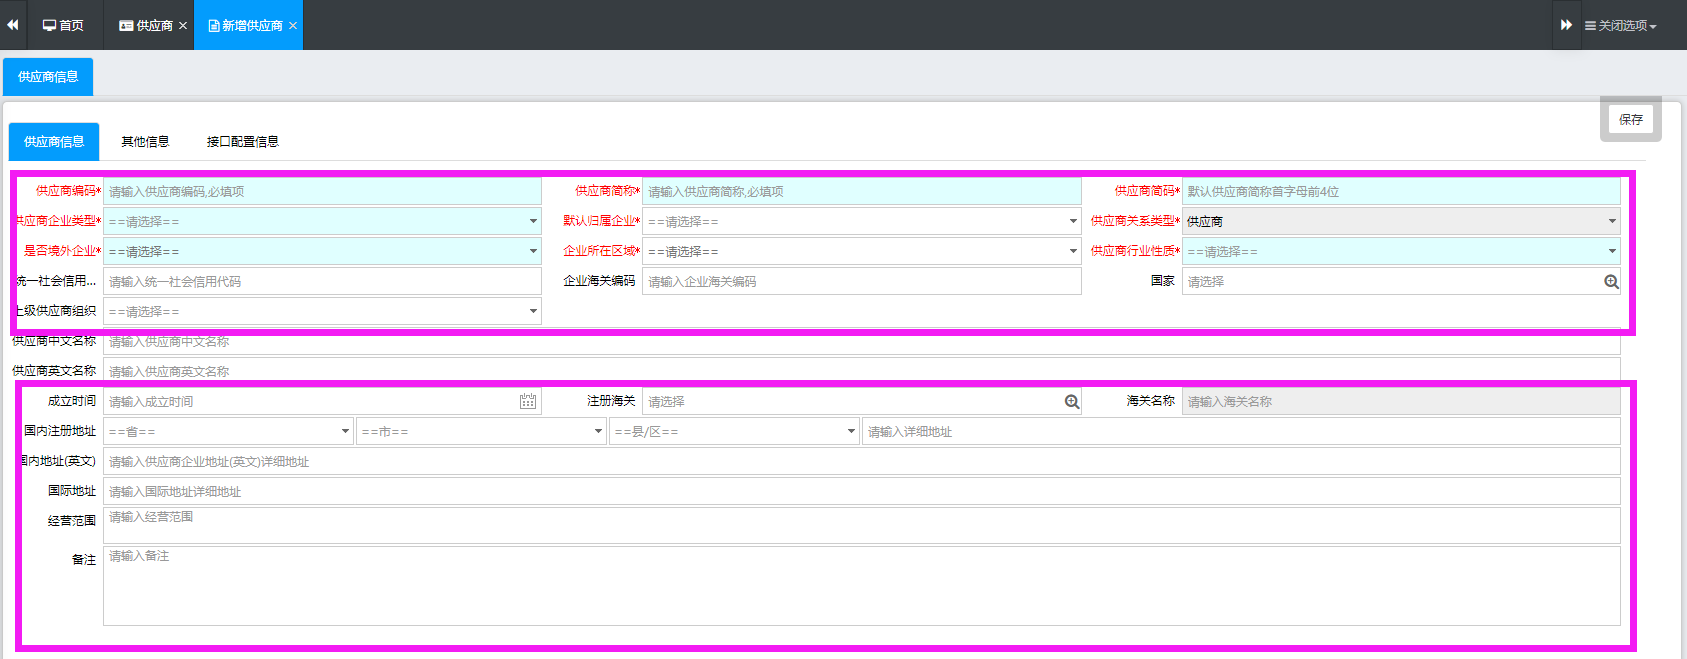 首页 供应商 × 新增供应商 × 关闭选项
供应商信息
保存
供应商信息 其他信息 接口配置信息
供应商编码* 请输入供应商编码,必填项 供应商简称* 请输入供应商简称,必填项 供应商简码* 默认供应商简称首字母前4位
供应商企业类型* ==请选择== 默认归属企业* ==请选择== 供应商关系类型* 供应商
是否境外企业* ==请选择== 企业所在区域* ==请选择== 供应商行业性质* ==请选择==
统一社会信用... 请输入统一社会信用代码 企业海关编码 请输入企业海关编码 国家 请选择
上级供应商组织 ==请选择==
供应商中文名称 请输入供应商中文名称
供应商英文名称 请输入供应商英文名称
成立时间 请输入成立时间 注册海关 请选择 海关名称 请输入海关名称
国内注册地址 ==省== ==市== ==县/区== 请输入详细地址
国内地址(英文) 请输入供应商企业地址(英文)详细地址
国际地址 请输入国际地址详细地址
经营范围 请输入经营范围
备注 请输入备注